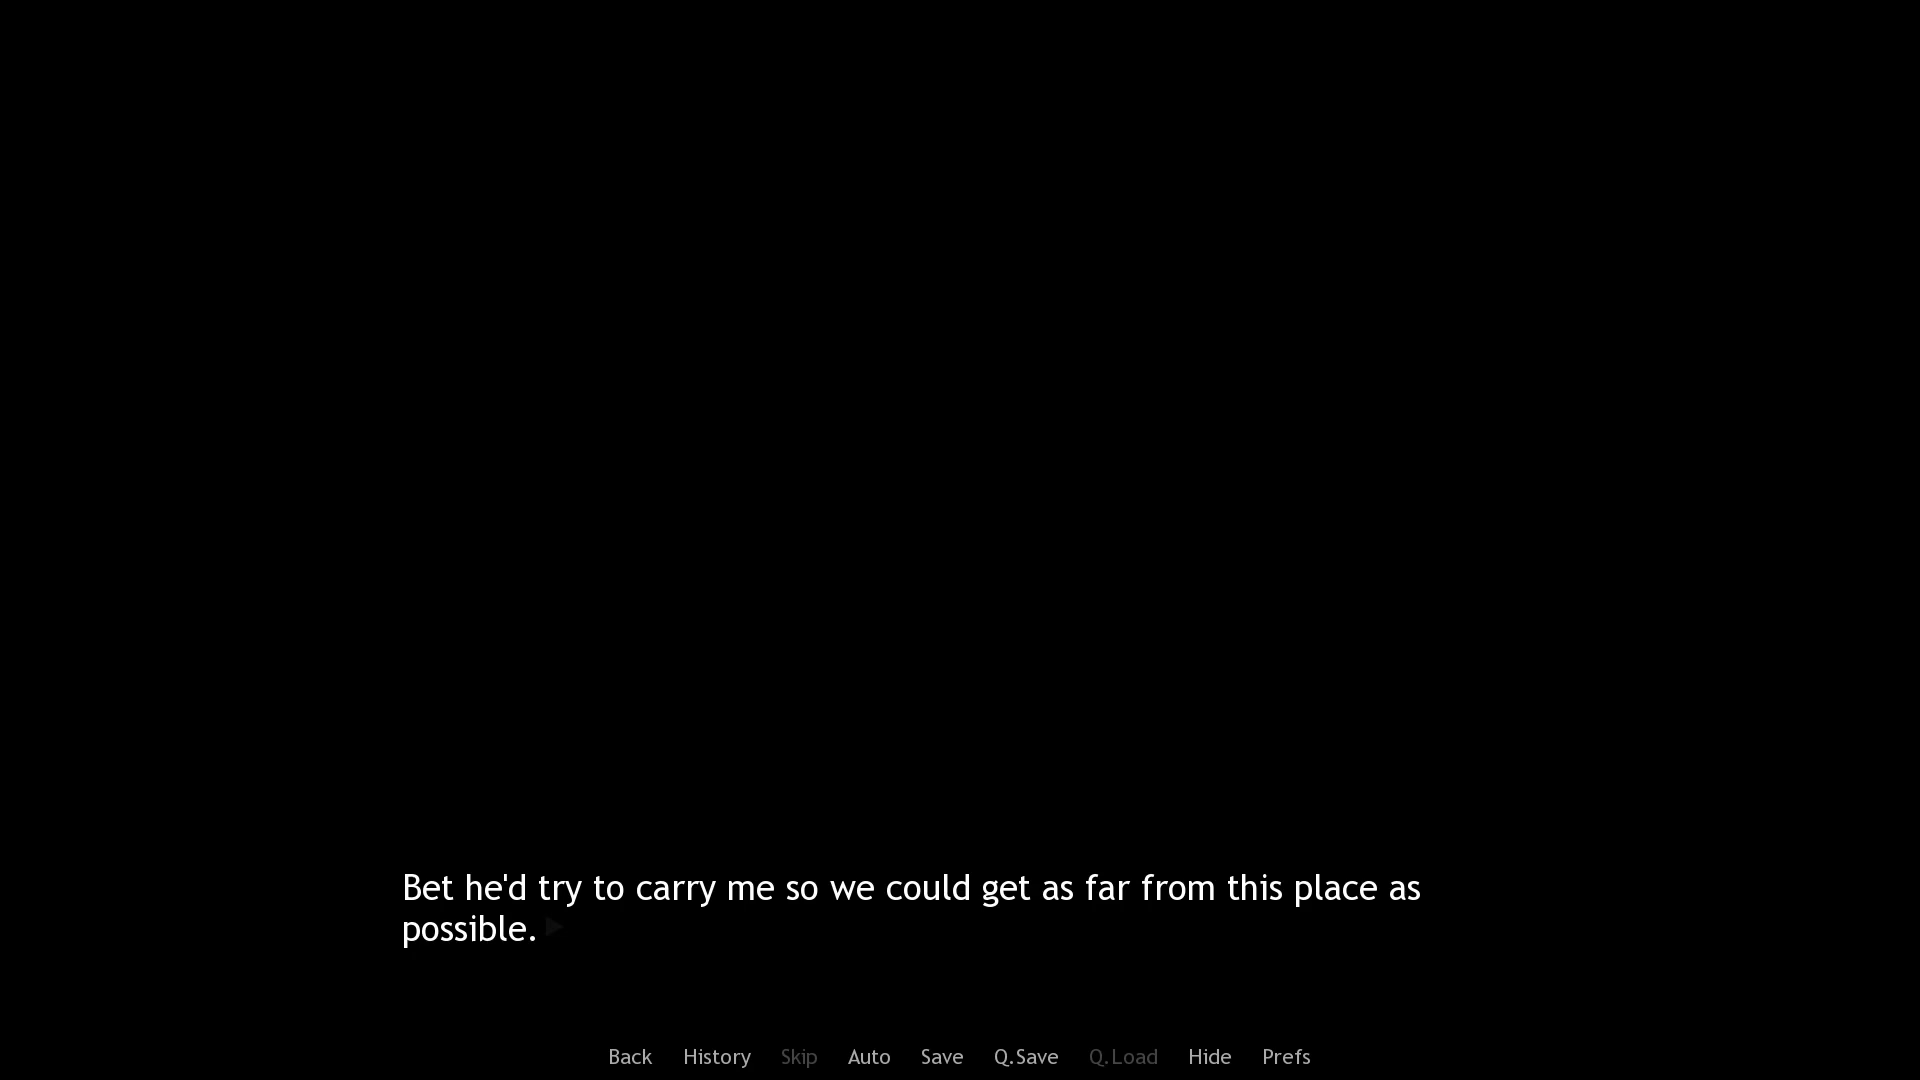 Bet he'd try to carry me so we could get as far from this place as
possible.
Back History Skip Auto Save Q.Save Q.Load Hide Prefs